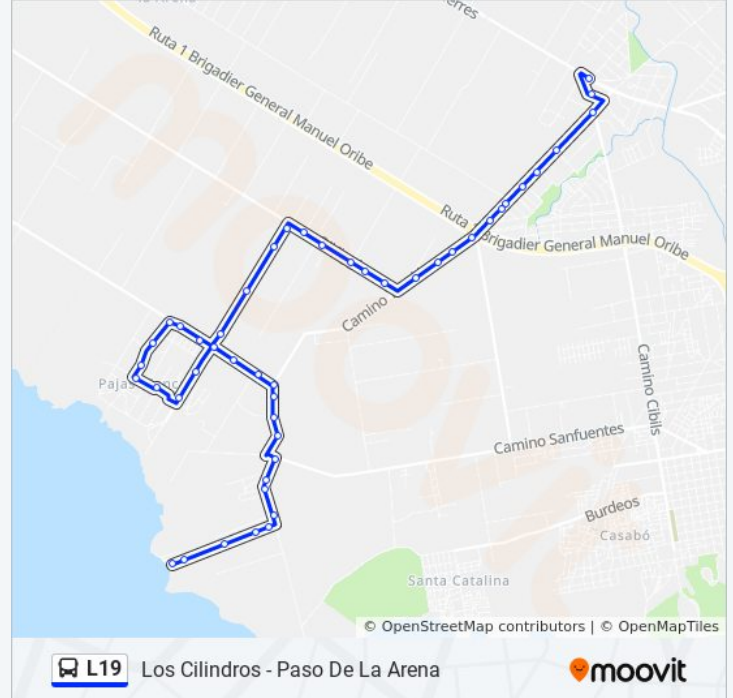 Ruta 1 Brigadier General Manuel Oribe
Ruta 1 Brigadier General Manuel Oribe
Camino
Camino Cibils
Camino Sanfuentes
Burdeos
Casabó
Santa Catalina
moovit
© OpenStreetMap contributors | © OpenMapTiles
L19 Los Cilindros - Paso De La Arena
moovit